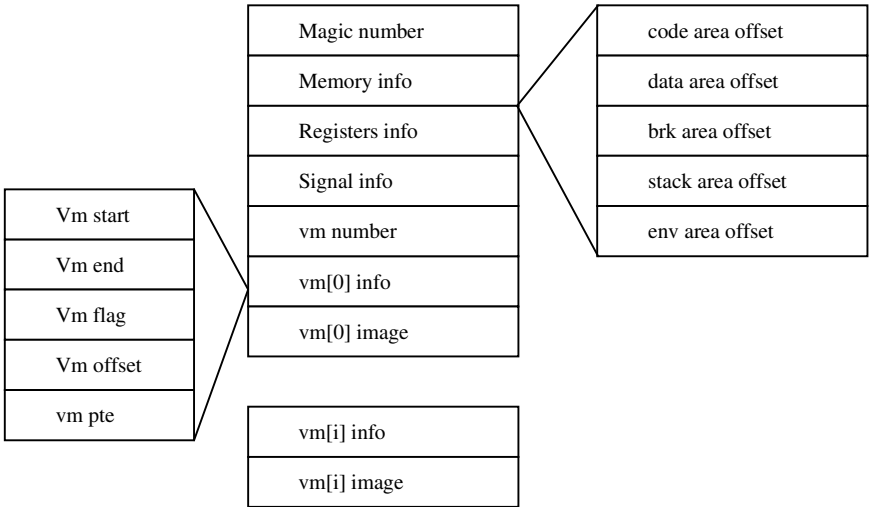 Magic number
Memory info
Registers info
Signal info
vm number
vm[0] info
vm[0] image
vm[i] info
vm[i] image
code area offset
data area offset
brk area offset
stack area offset
env area offset
Vm start
Vm end
Vm flag
Vm offset
vm pte